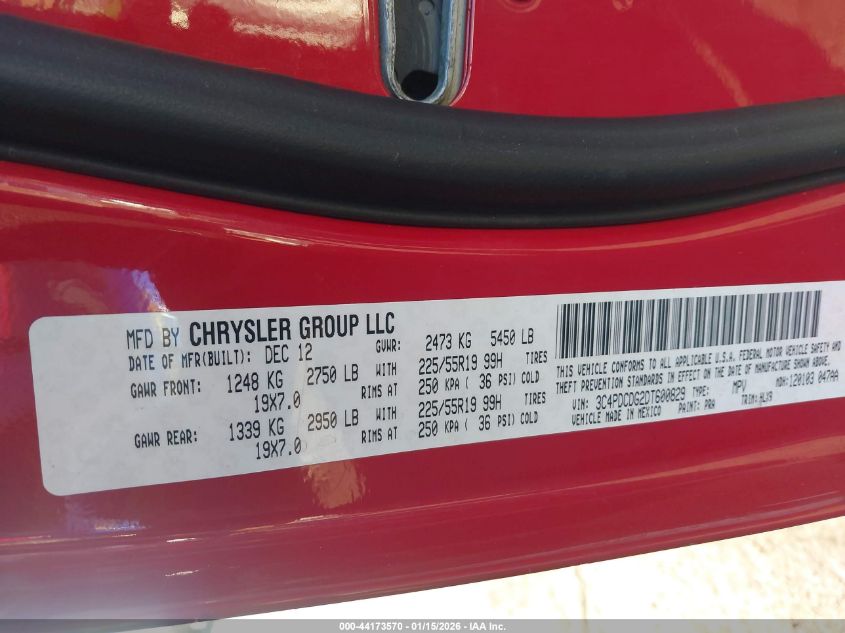 MFD BY CHRYSLER GROUP LLC
DATE OF MFR(BUILT): DEC 12 GVWR: 2473 KG 5450 LB
GAWR FRONT: 1248 KG 2750 LB WITH 225/55R19 99H TIRES
19X7.0 RIMS AT 250 KPA ( 36 PSI) COLD
GAWR REAR: 1339 KG 2950 LB WITH 225/55R19 99H TIRES
19X7.0 RIMS AT 250 KPA ( 36 PSI) COLD
THIS VEHICLE CONFORMS TO ALL APPLICABLE U.S.A. FEDERAL MOTOR VEHICLE SAFETY AND
THEFT PREVENTION STANDARDS IN EFFECT ON THE DATE OF MANUFACTURE SHOWN ABOVE.
VIN: 3C4PDCDG2DT600829 TYPE: MPV MDH:120103 047AA
VEHICLE MADE IN MEXICO PAINT: PRH TRIM:HLX9
000-44173570 - 01/15/2026 - IAA Inc.